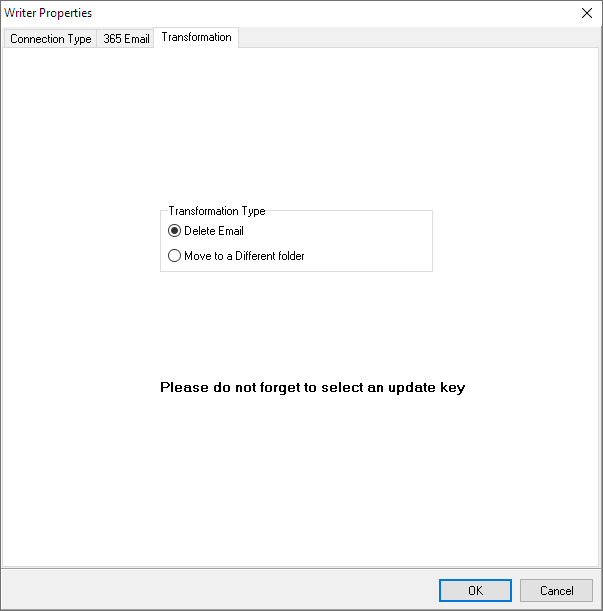 Writer Properties
Connection Type 365 Email Transformation
Transformation Type
Delete Email
Move to a Different folder
Please do not forget to select an update key
OK Cancel